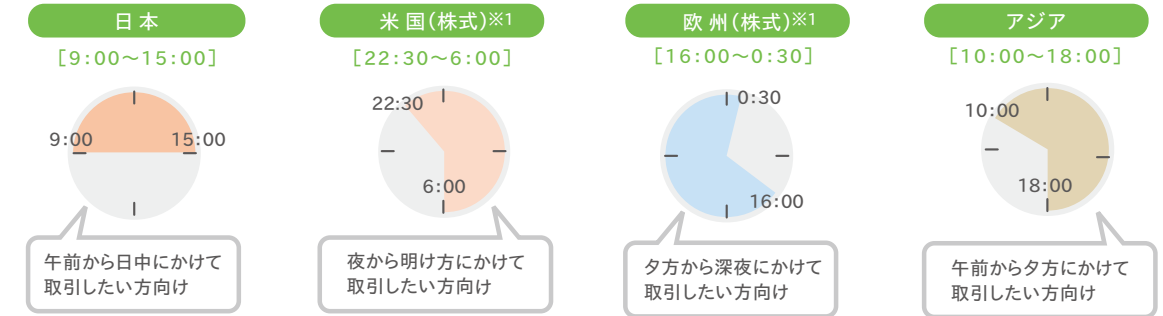 日本
[9:00～15:00]
9:00
15:00
午前から日中にかけて
取引したい方向け
米国(株式)※1
[22:30～6:00]
22:30
6:00
夜から明け方にかけて
取引したい方向け
欧州(株式)※1
[16:00～0:30]
0:30
16:00
夕方から深夜にかけて
取引したい方向け
アジア
[10:00～18:00]
10:00
18:00
午前から夕方にかけて
取引したい方向け